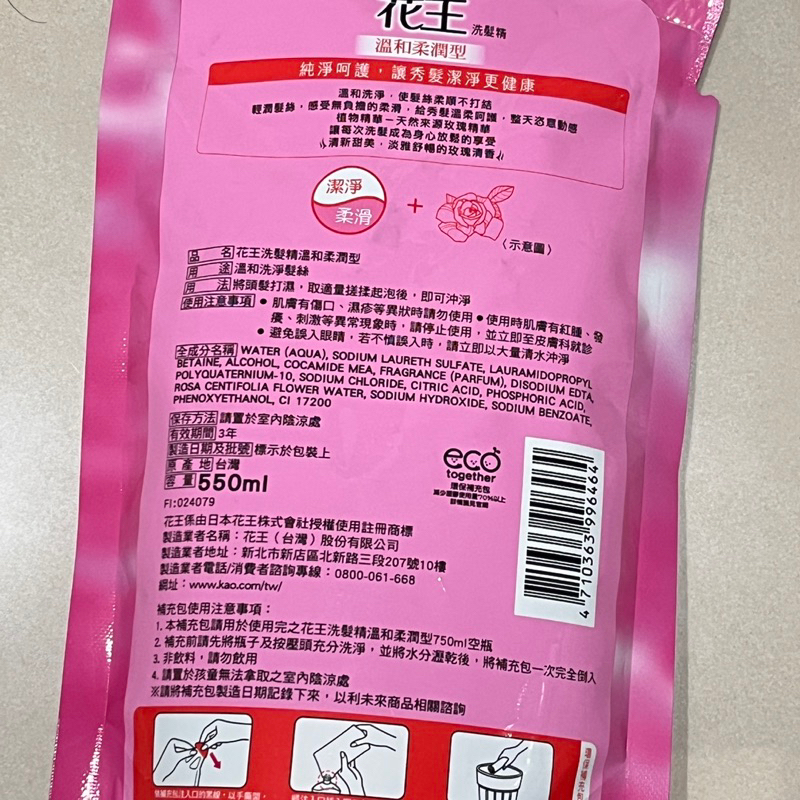 花王洗髮精
溫和柔潤型
純淨呵護,讓秀髮潔淨更健康
溫和洗淨,使髮絲柔順不打結
輕潤髮絲,感受無負擔的柔滑,給秀髮溫柔呵護,整天恣意動感
植物精華-天然來源玫瑰精華
讓每次洗髮成為身心放鬆的享受
清新甜美,淡雅舒暢的玫瑰清香
潔淨
柔滑
+
(示意圖)
品名 花王洗髮精溫和柔潤型
用途 溫和洗淨髮絲
用法 將頭髮打濕,取適量搓揉起泡後,即可沖淨
使用注意事項 ● 肌膚有傷口、濕疹等異狀時請勿使用 ● 使用時肌膚有紅腫、發
癢、刺激等異常現象時,請停止使用,並立即至皮膚科就診
● 避免誤入眼睛,若不慎誤入時,請立即以大量清水沖淨
全成分名稱 WATER (AQUA), SODIUM LAURETH SULFATE, LAURAMIDOPROPYL
BETAINE, ALCOHOL, COCAMIDE MEA, FRAGRANCE (PARFUM), DISODIUM EDTA,
POLYQUATERNIUM-10, SODIUM CHLORIDE, CITRIC ACID, PHOSPHORIC ACID,
ROSA CENTIFOLIA FLOWER WATER, SODIUM HYDROXIDE, SODIUM BENZOATE,
PHENOXYETHANOL, CI 17200
保存方法 請置於室內陰涼處
有效期間 3年
製造日期及批號 標示於包裝上
原產地 台灣
容量 550ml
FI:024079
eco
together
環保補充包
減少塑膠使用量70%以上
花王係由日本花王株式會社授權使用註冊商標
製造業者名稱:花王(台灣)股份有限公司
製造業者地址:新北市新店區北新路三段207號10樓
製造業者電話/消費者諮詢專線:0800-061-668
網址:www.kao.com/tw/
4 710363 996464
補充包使用注意事項:
1. 本補充包請用於使用完之花王洗髮精溫和柔潤型750ml空瓶
2. 補充前請先將瓶子及按壓頭充分洗淨,並將水分瀝乾後,將補充包一次完全倒入
3. 非飲料,請勿飲用
4. 請置於孩童無法拿取之室內陰涼處
※請將補充包製造日期記錄下來,以利未來商品相關諮詢
環保補充包